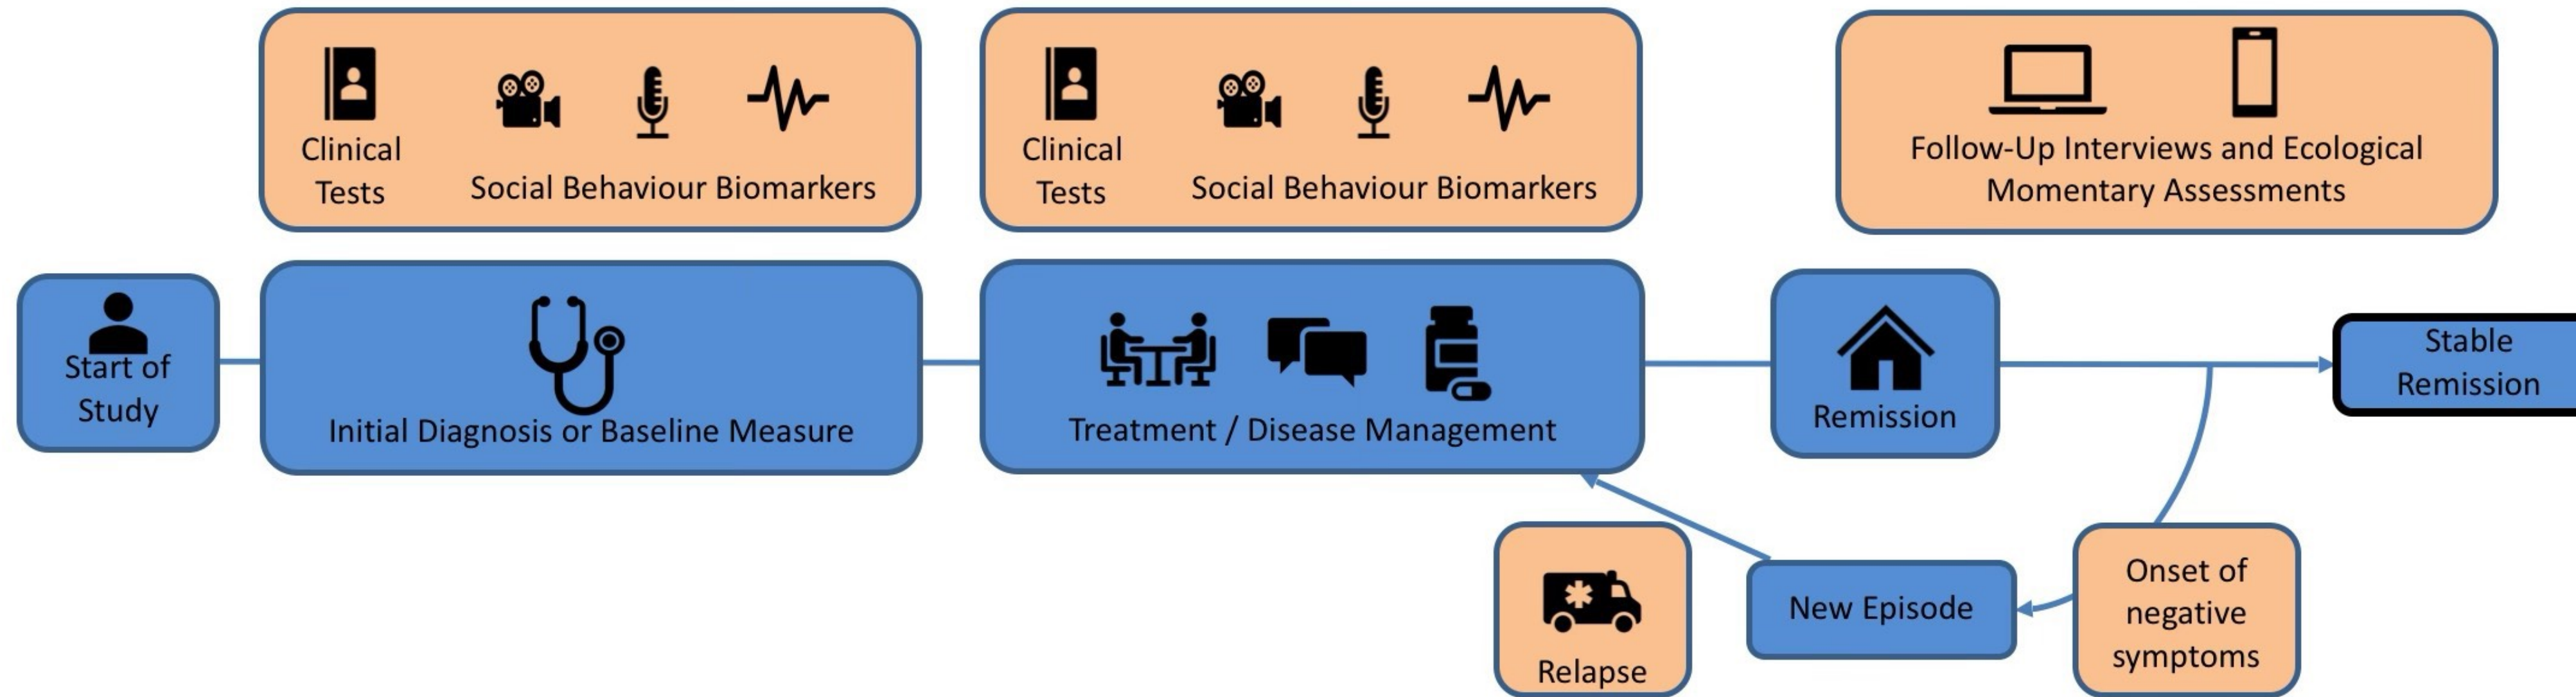 Clinical
Tests
Social Behaviour Biomarkers
Clinical
Tests
Social Behaviour Biomarkers
Follow-Up Interviews and Ecological
Momentary Assessments
Start of
Study
Initial Diagnosis or Baseline Measure
Treatment / Disease Management
Remission
Stable
Remission
Relapse
New Episode
Onset of
negative
symptoms